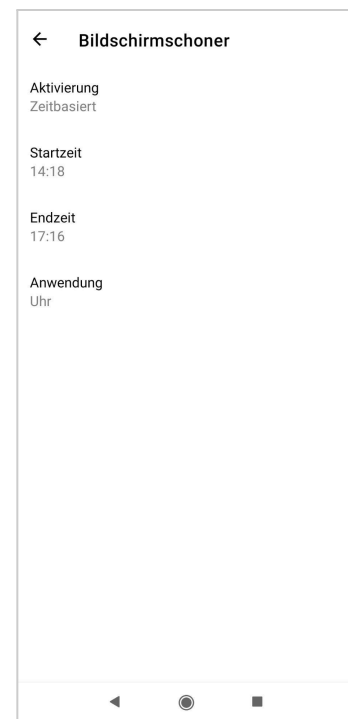 Bildschirmschoner
Aktivierung
Zeitbasiert
Startzeit
14:18
Endzeit
17:16
Anwendung
Uhr